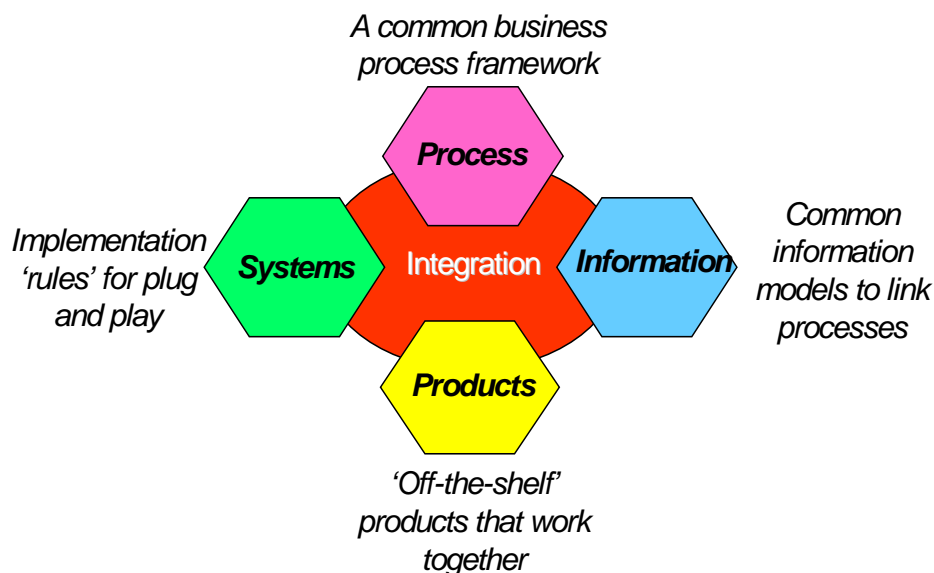 A common business
process framework
Process
Implementation
‘rules’ for plug
and play
Systems
Integration
Information
Common
information
models to link
processes
Products
‘Off-the-shelf’
products that work
together